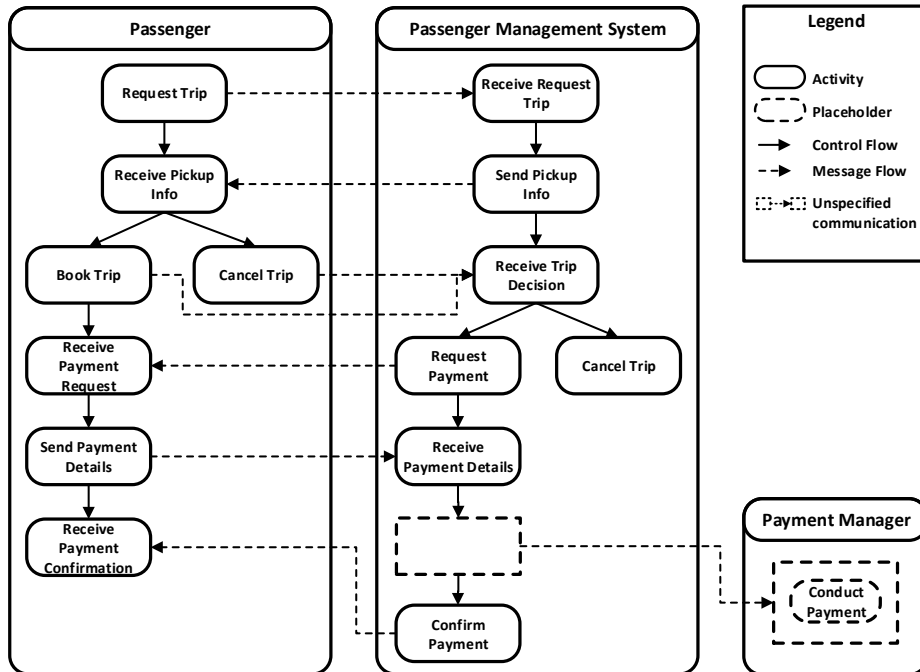 Passenger
Request Trip
Receive Pickup
Info
Book Trip
Cancel Trip
Receive
Payment
Request
Send Payment
Details
Receive
Payment
Confirmation
Passenger Management System
Receive Request
Trip
Send Pickup
Info
Receive Trip
Decision
Request
Payment
Cancel Trip
Receive
Payment Details
Confirm
Payment
Legend
Activity
Placeholder
Control Flow
Message Flow
Unspecified
communication
Payment Manager
Conduct
Payment